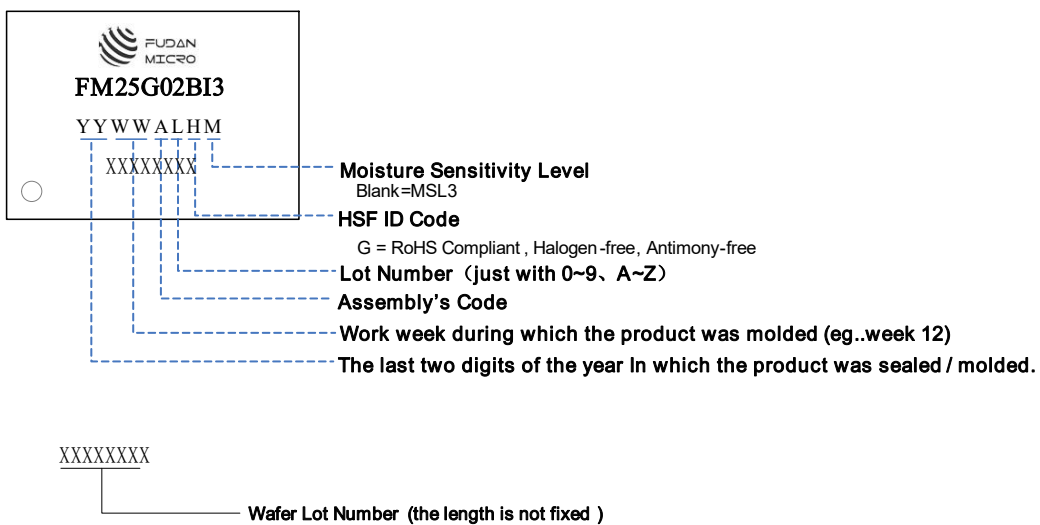 FUDAN
MICRO
FM25G02BI3
YYWWALHM
XXXXXXXX
Moisture Sensitivity Level
Blank=MSL3
HSF ID Code
G = RoHS Compliant , Halogen-free, Antimony-free
Lot Number（just with 0~9、A~Z）
Assembly’s Code
Work week during which the product was molded (eg..week 12)
The last two digits of the year In which the product was sealed / molded.
XXXXXXXX
Wafer Lot Number (the length is not fixed )